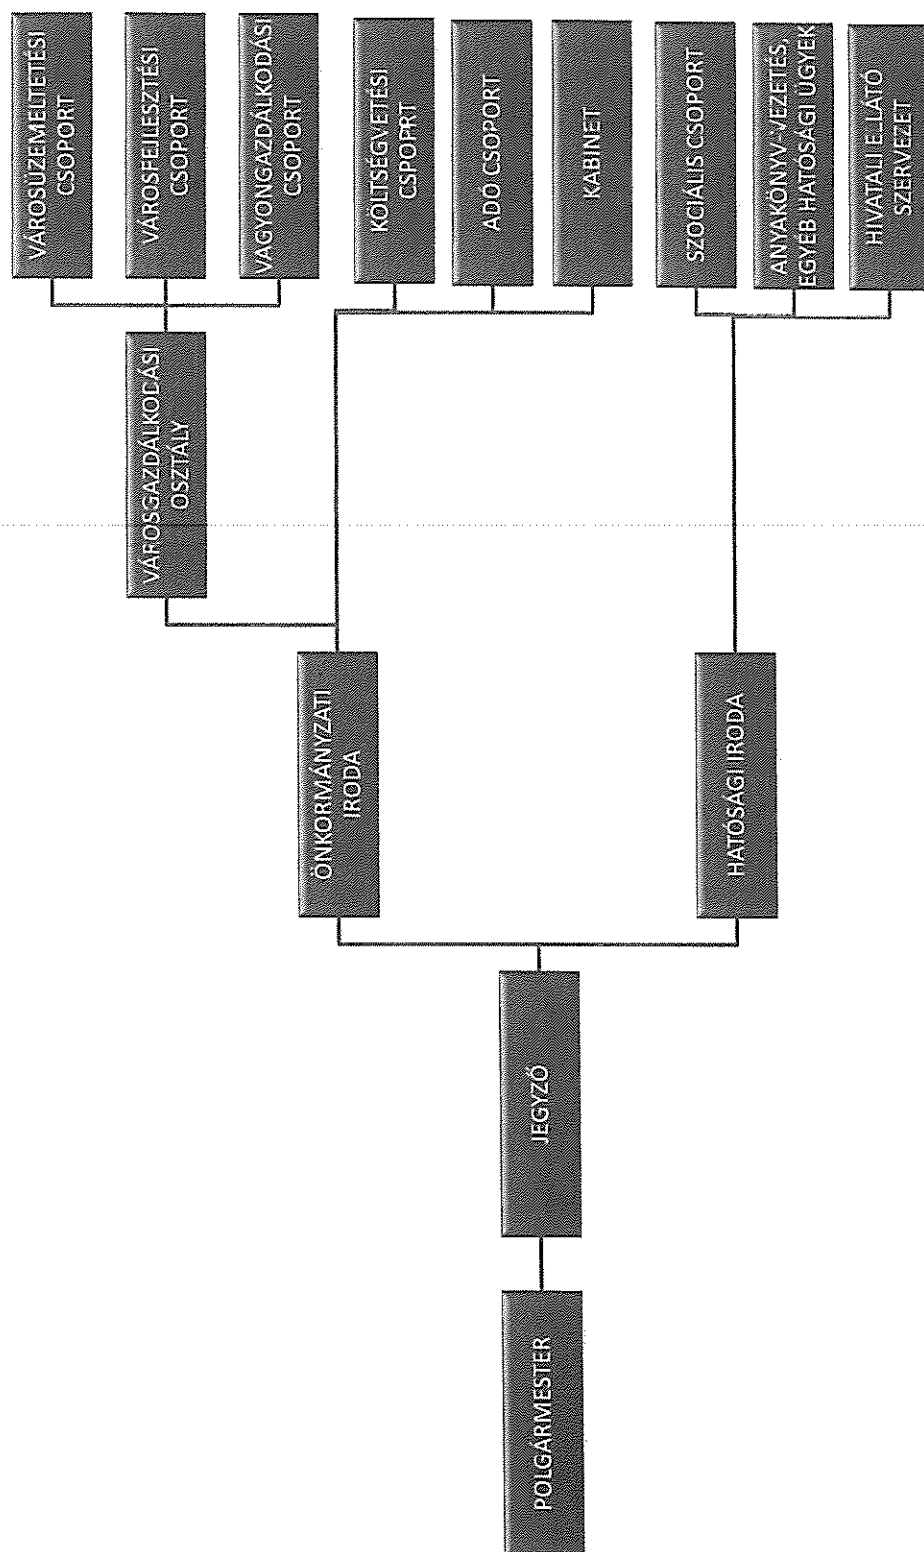 POLGÁRMESTER
JEGYZŐ
ÖNKORMÁNYZATI
IRODA
HATÓSÁGI IRODA
VÁROSGAZDÁLKODÁSI
OSZTÁLY
VÁROSÜZEMELTETÉSI
CSOPORT
VÁROSFEJLESZTÉSI
CSOPORT
VAGYONGAZDÁLKODÁSI
CSOPORT
KÖLTSÉGVETÉSI
CSPOPRT
ADÓ CSOPORT
KABINET
SZOCIÁLIS CSOPORT
ANYAKÖNYV-VEZETÉS,
EGYÉB HATÓSÁGI ÜGYEK
HIVATALI ELLÁTÓ
SZERVEZET